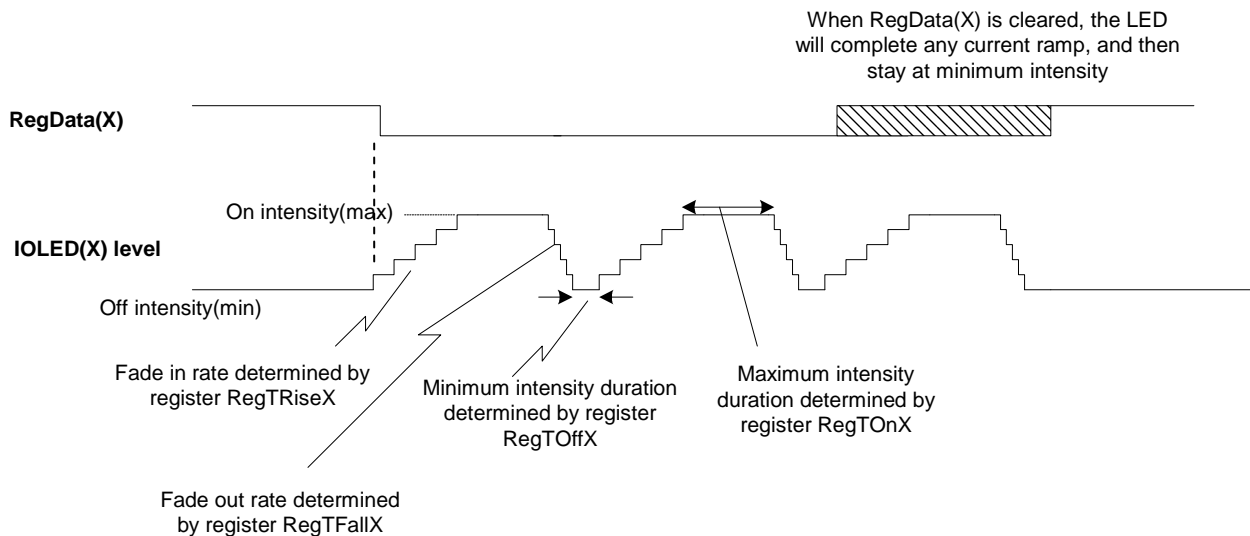 When RegData(X) is cleared, the LED
will complete any current ramp, and then
stay at minimum intensity
RegData(X)
On intensity(max)
IOLED(X) level
Off intensity(min)
Fade in rate determined by
register RegTRiseX
Minimum intensity duration
determined by register
RegTOffX
Maximum intensity
duration determined by
register RegTOnX
Fade out rate determined
by register RegTFallX